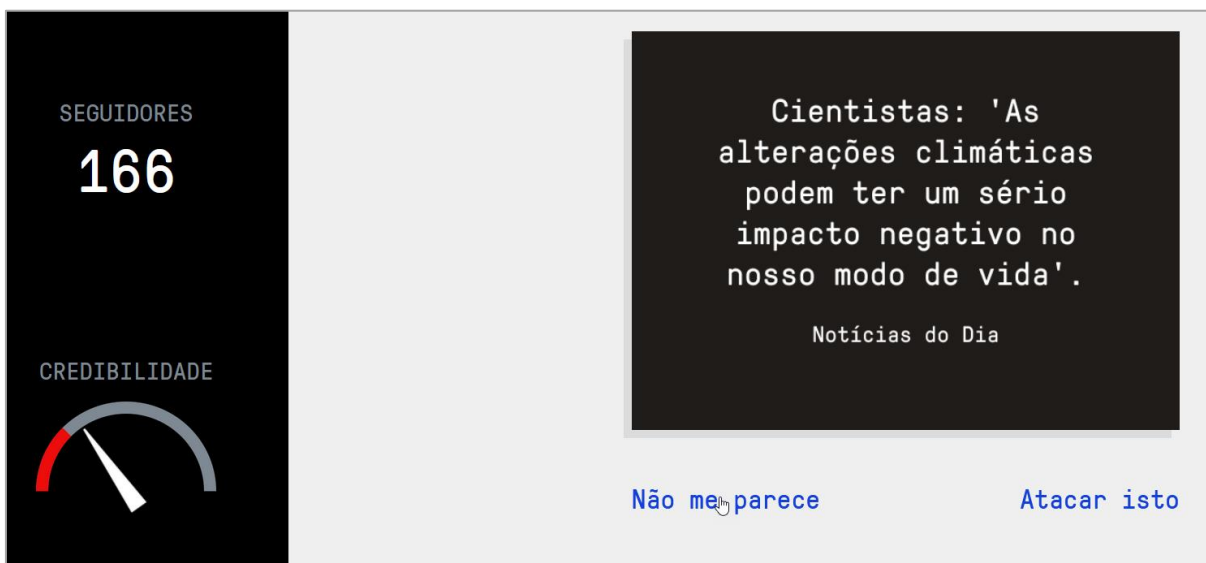 SEGUIDORES
166
CREDIBILIDADE
Cientistas: 'As
alterações climáticas
podem ter um sério
impacto negativo no
nosso modo de vida'.
Notícias do Dia
Não me parece
Atacar isto